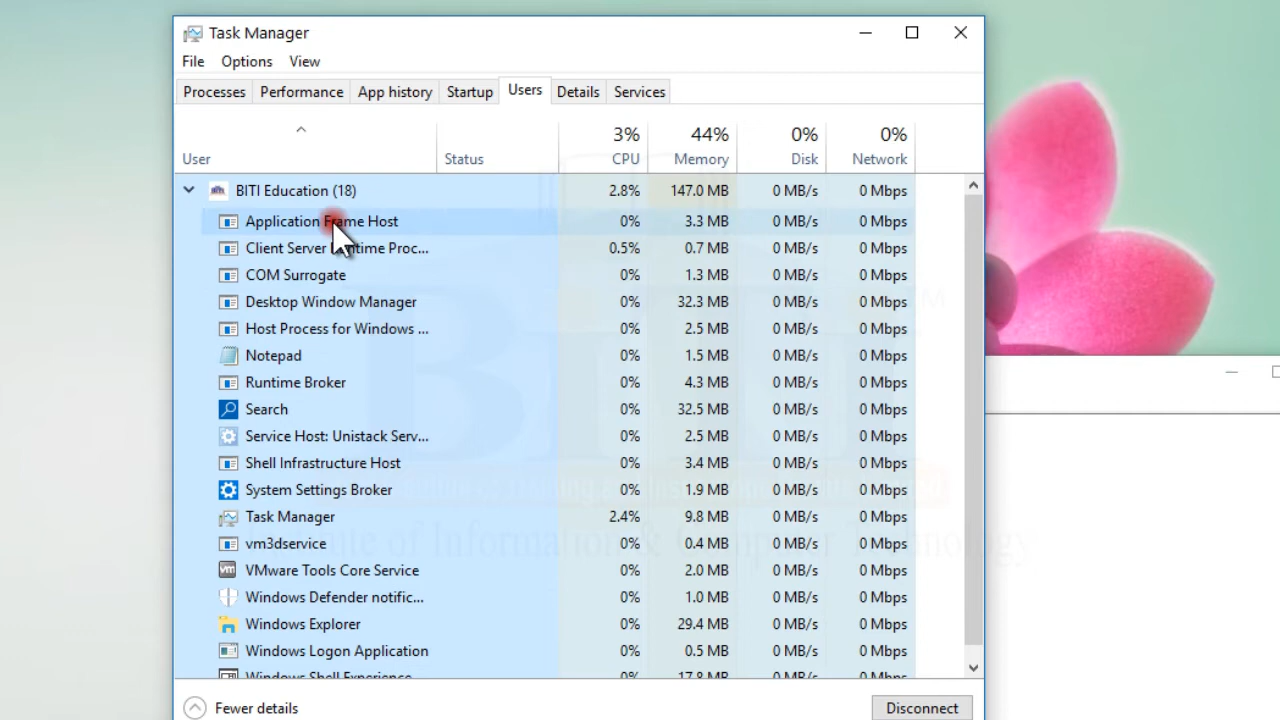 Task Manager
File Options View
Processes Performance App history Startup Users Details Services
3% 44% 0% 0%
User Status CPU Memory Disk Network
BITI Education (18) 2.8% 147.0 MB 0 MB/s 0 Mbps
Application Frame Host 0% 3.3 MB 0 MB/s 0 Mbps
Client Server Runtime Proc... 0.5% 0.7 MB 0 MB/s 0 Mbps
COM Surrogate 0% 1.3 MB 0 MB/s 0 Mbps
Desktop Window Manager 0% 32.3 MB 0 MB/s 0 Mbps
Host Process for Windows ... 0% 2.5 MB 0 MB/s 0 Mbps
Notepad 0% 1.5 MB 0 MB/s 0 Mbps
Runtime Broker 0% 4.3 MB 0 MB/s 0 Mbps
Search 0% 32.5 MB 0 MB/s 0 Mbps
Service Host: Unistack Serv... 0% 2.5 MB 0 MB/s 0 Mbps
Shell Infrastructure Host 0% 3.4 MB 0 MB/s 0 Mbps
System Settings Broker 0% 1.9 MB 0 MB/s 0 Mbps
Task Manager 2.4% 9.8 MB 0 MB/s 0 Mbps
of Information & Computer Technology
vm3dservice 0% 0.4 MB 0 MB/s 0 Mbps
VMware Tools Core Service 0% 2.0 MB 0 MB/s 0 Mbps
Windows Defender notific... 0% 1.0 MB 0 MB/s 0 Mbps
Windows Explorer 0% 29.4 MB 0 MB/s 0 Mbps
Windows Logon Application 0% 0.5 MB 0 MB/s 0 Mbps
Windows Shell Experience 0% 17.8 MB 0 MB/s 0 Mbps
Fewer details Disconnect